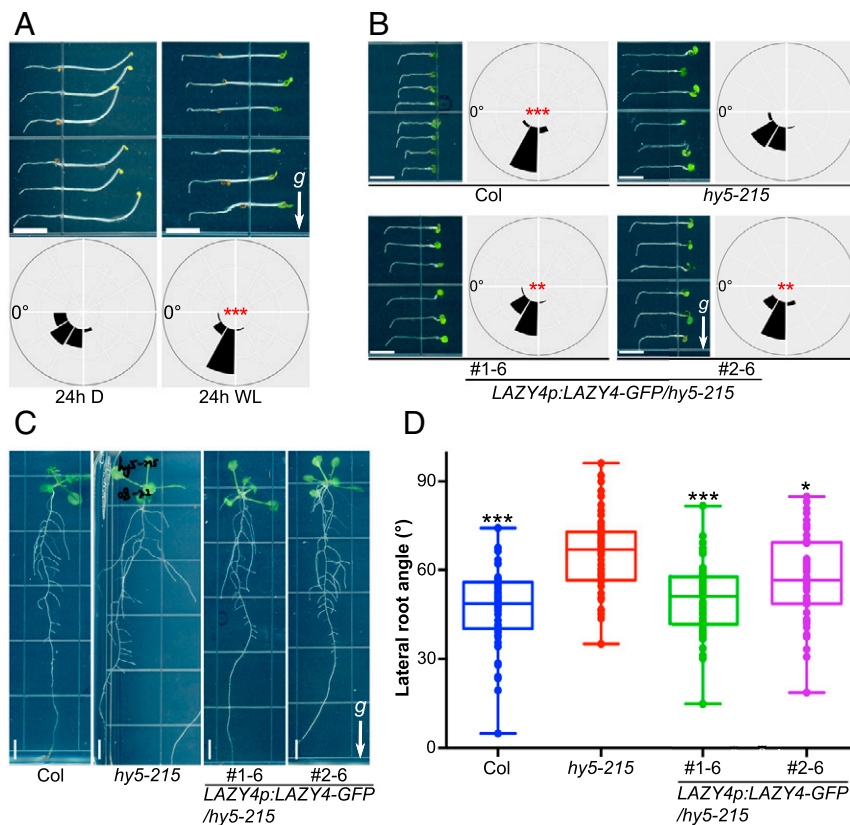 A
B
g
0°
***
24h D
24h WL
0°
***
0°
Col
hy5-215
g
0°
**
0°
**
#1-6
#2-6
LAZY4p:LAZY4-GFP/hy5-215
C
D
hy5-215
g
Col
hy5-215
#1-6
#2-6
LAZY4p:LAZY4-GFP
/hy5-215
Lateral root angle (°)
90
60
30
0
***
***
*
Col
hy5-215
#1-6
#2-6
LAZY4p:LAZY4-GFP
/hy5-215